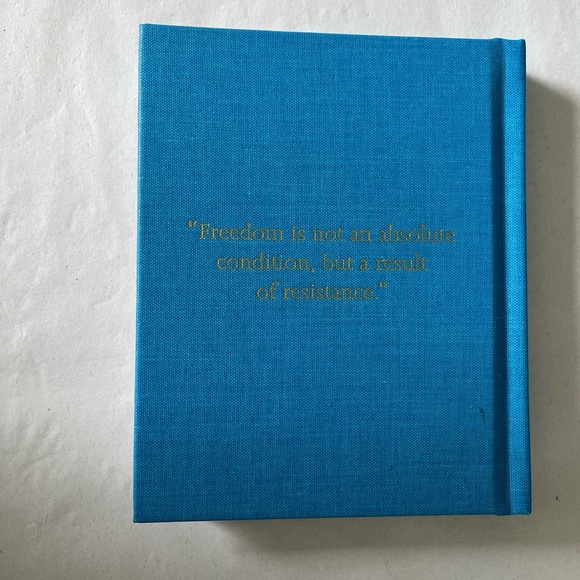 “Freedom is not an absolute
condition, but a result
of resistance.”